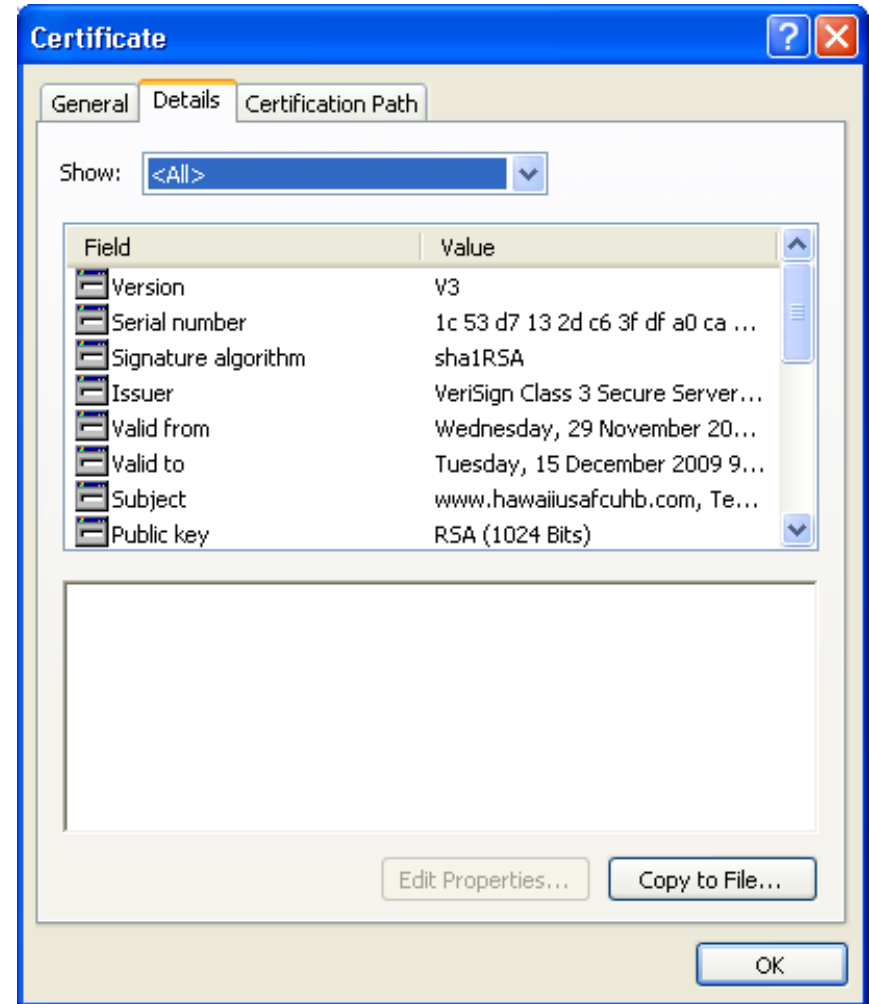 Certificate
General Details Certification Path
Show: <All>
Field Value
Version V3
Serial number 1c 53 d7 13 2d c6 3f df a0 ca ...
Signature algorithm sha1RSA
Issuer VeriSign Class 3 Secure Server...
Valid from Wednesday, 29 November 20...
Valid to Tuesday, 15 December 2009 9...
Subject www.hawaiiusafcuhb.com, Te...
Public key RSA (1024 Bits)
Edit Properties... Copy to File...
OK